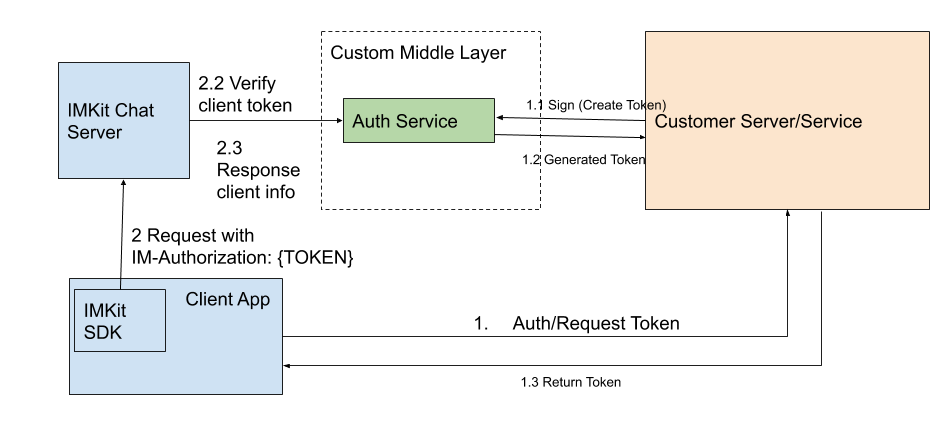 Custom Middle Layer
2.2 Verify
client token
IMKit Chat
Server
1.1 Sign (Create Token)
Auth Service
Customer Server/Service
2.3
Response
client info
1.2 Generated Token
2 Request with
IM-Authorization: {TOKEN}
Client App
IMKit
SDK
1. Auth/Request Token
1.3 Return Token